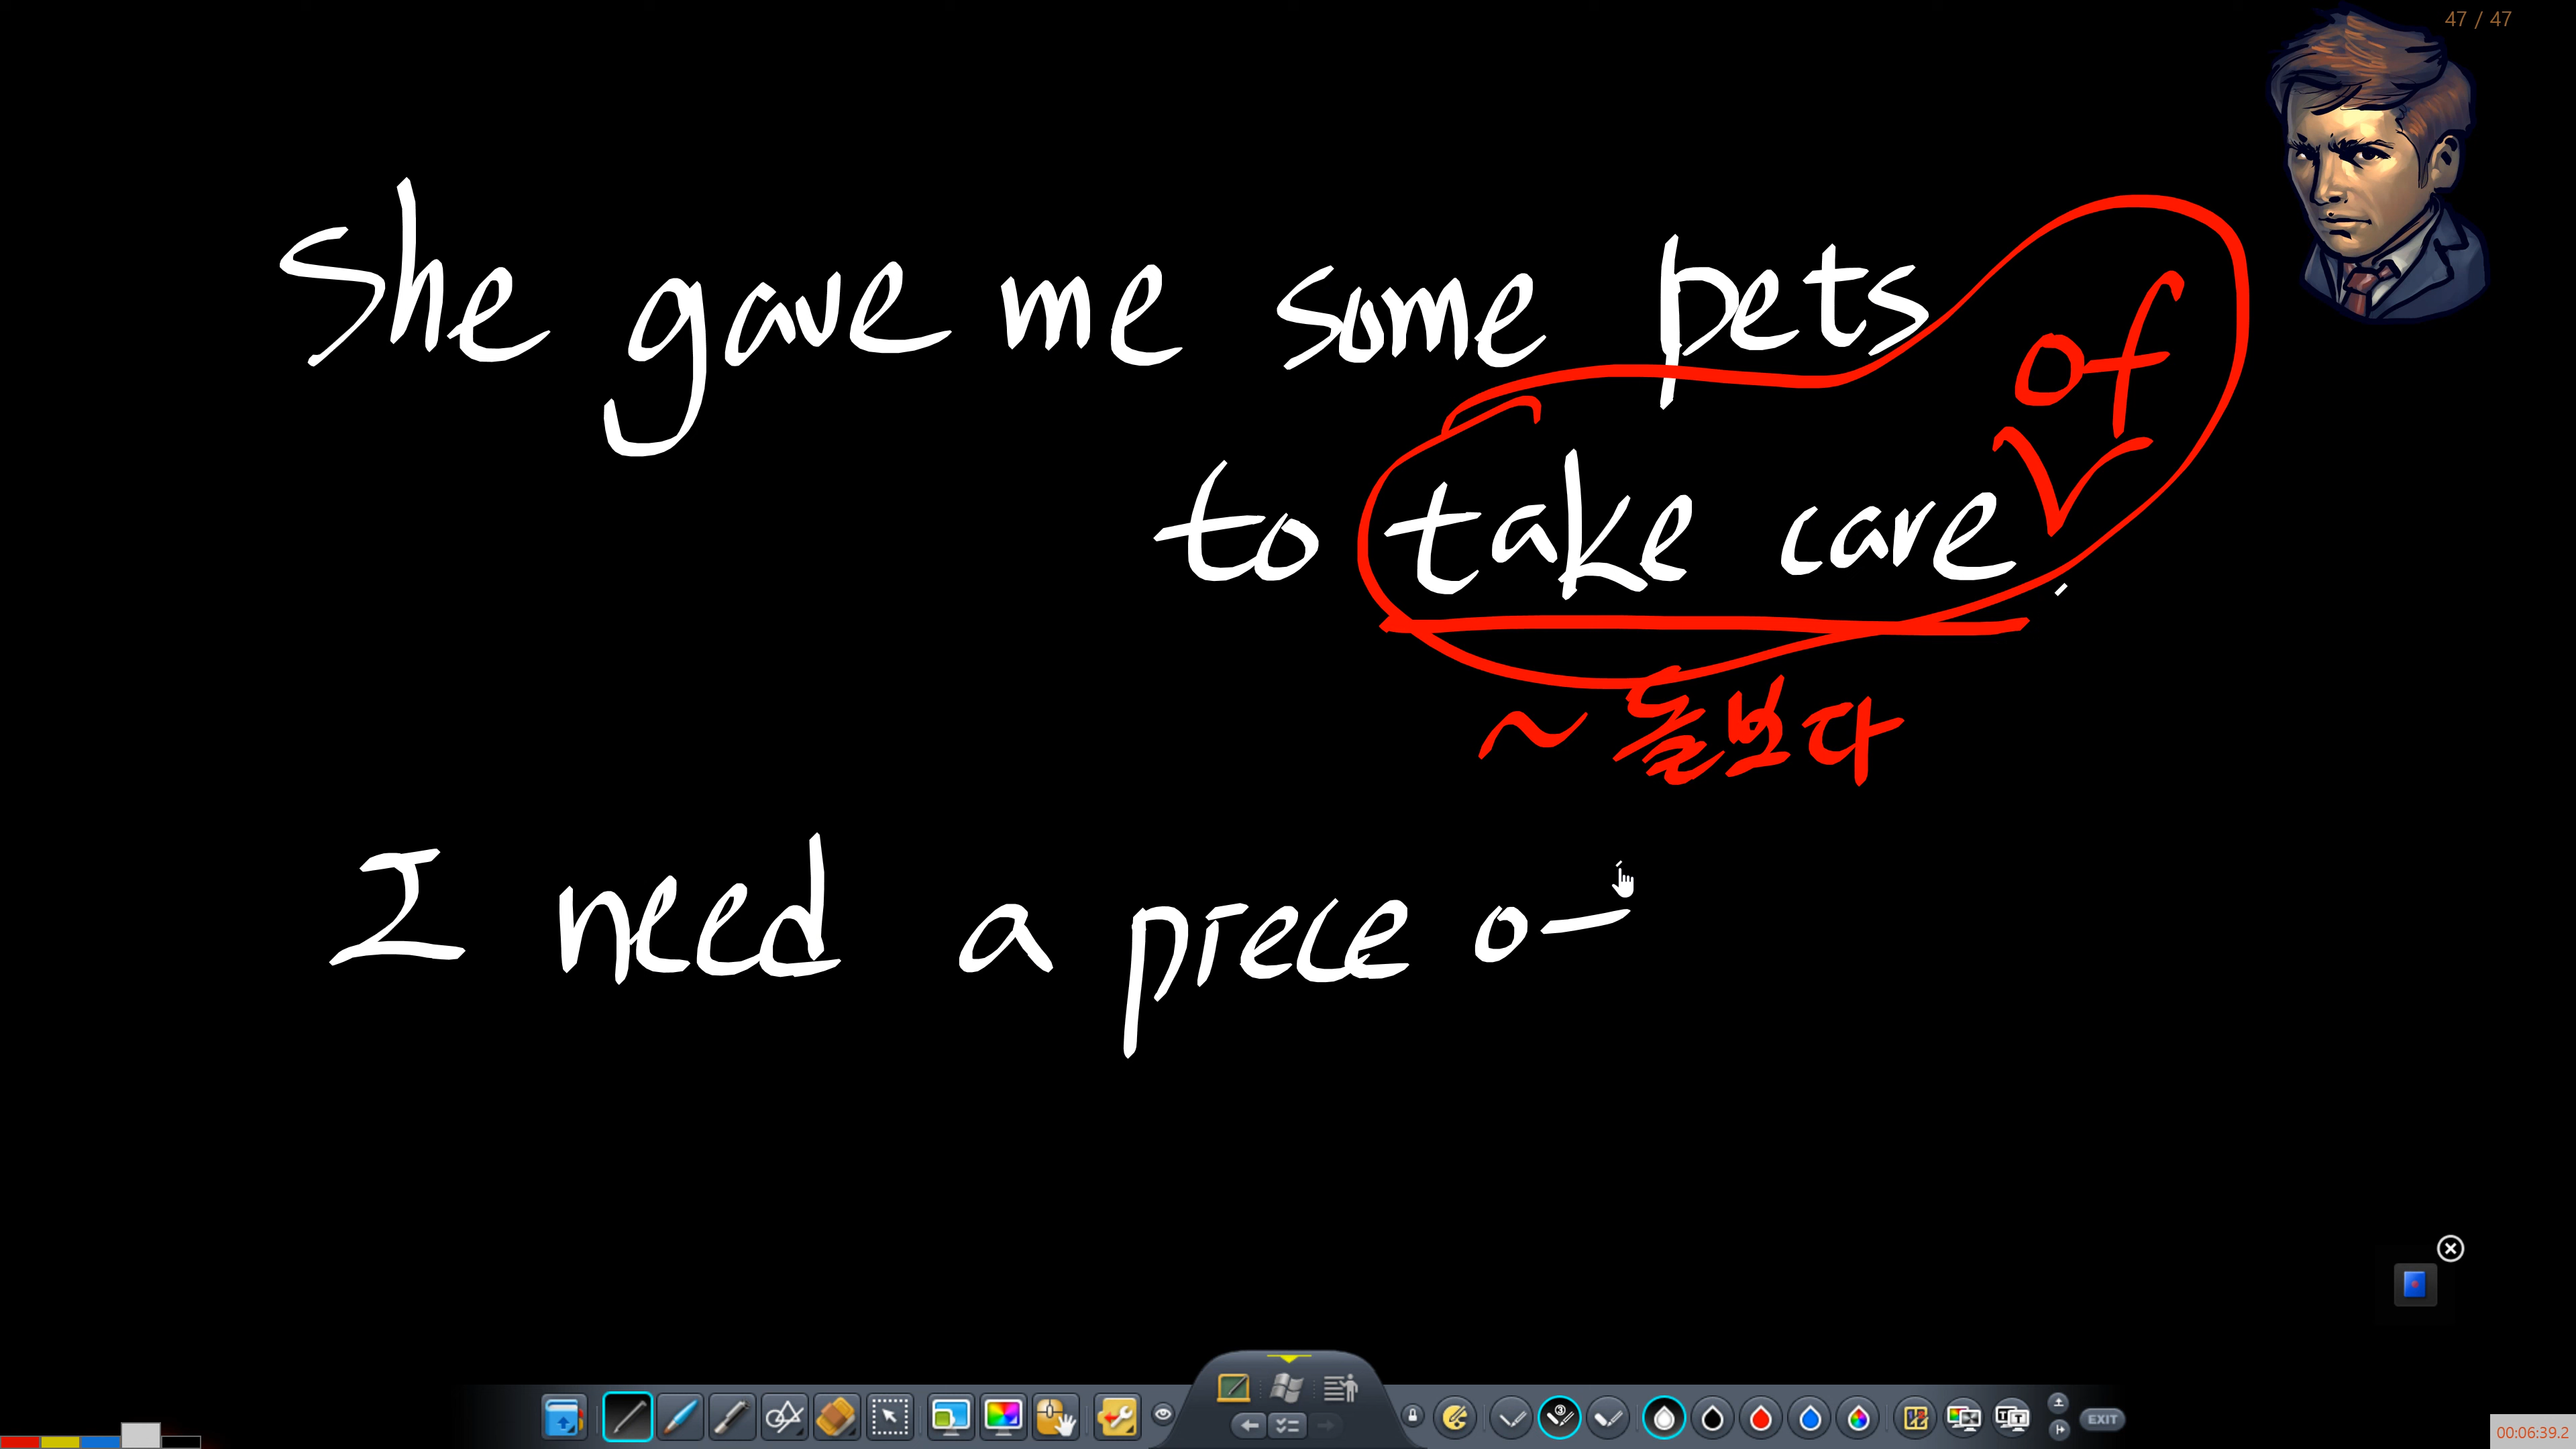 47 / 47
She gave me some pets
of
to take care.
~ 돌보다
I need a piece o
EXIT
00:06:39.2